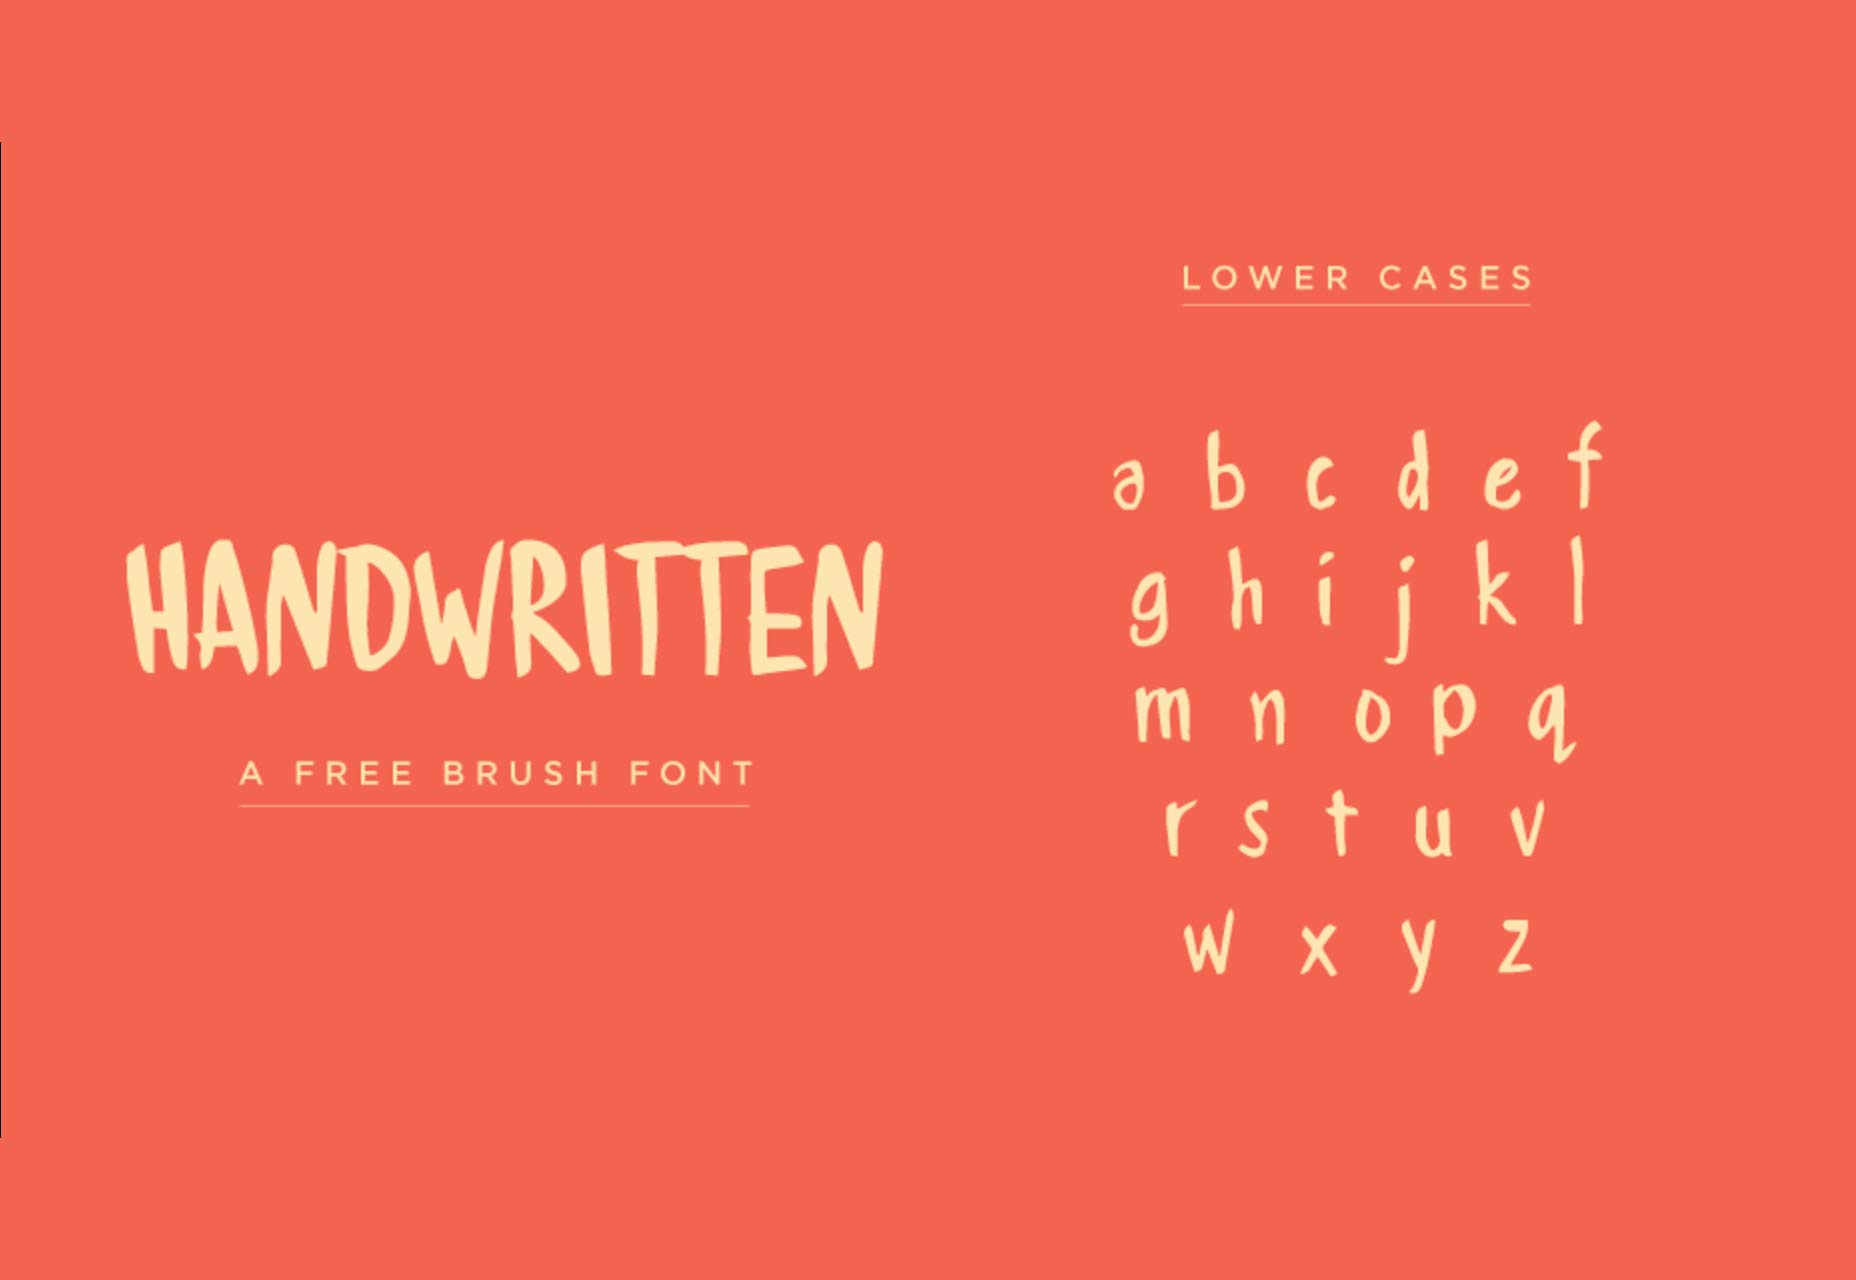 HANDWRITTEN
A FREE BRUSH FONT
LOWER CASES
a b c d e f
g h i j k l
m n o p q
r s t u v
w x y z